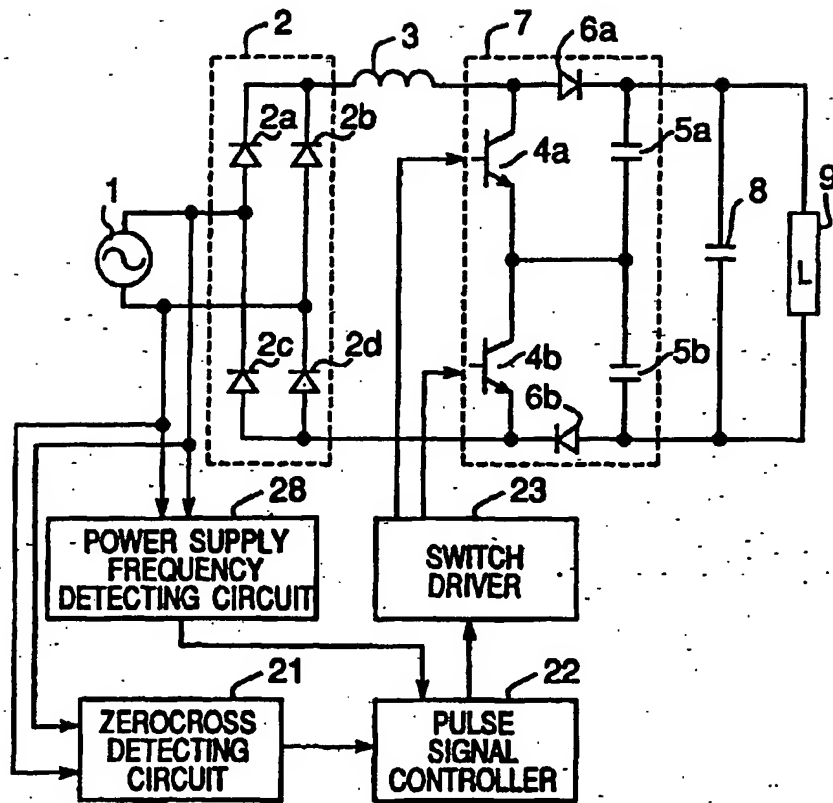 2
3
7
6a
2a
2b
4a
5a
1
8
9
L
2c
2d
4b
5b
6b
28
23
POWER SUPPLY
FREQUENCY
DETECTING CIRCUIT
SWITCH
DRIVER
21
22
ZEROCROSS
DETECTING
CIRCUIT
PULSE
SIGNAL
CONTROLLER